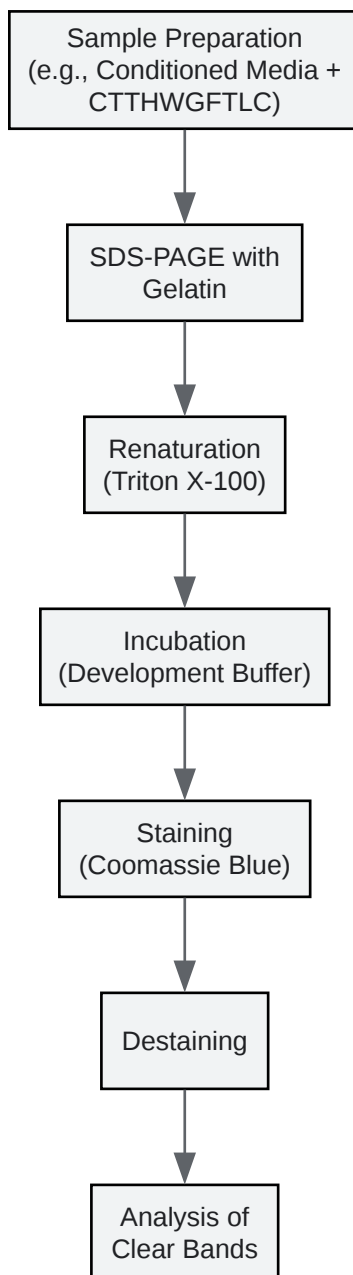 Sample Preparation
(e.g., Conditioned Media +
CTTHWGFTLC)
SDS-PAGE with
Gelatin
Renaturation
(Triton X-100)
Incubation
(Development Buffer)
Staining
(Coomassie Blue)
Destaining
Analysis of
Clear Bands